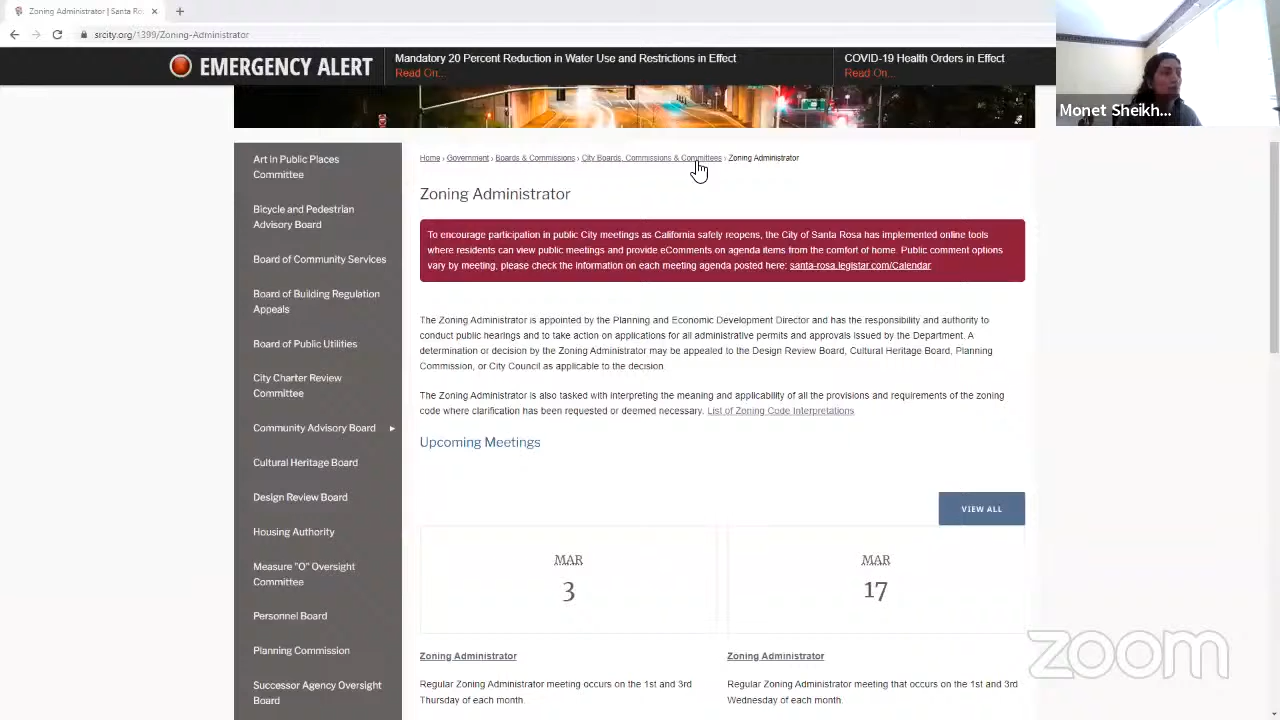 Zoning Administrator | Santa Ro
srcity.org/1399/Zoning-Administrator
EMERGENCY ALERT
Mandatory 20 Percent Reduction in Water Use and Restrictions in Effect
Read On...
COVID-19 Health Orders in Effect
Read On...
Monet Sheikh...
Art in Public Places
Committee
Bicycle and Pedestrian
Advisory Board
Board of Community Services
Board of Building Regulation
Appeals
Board of Public Utilities
City Charter Review
Committee
Community Advisory Board
Cultural Heritage Board
Design Review Board
Housing Authority
Measure "O" Oversight
Committee
Personnel Board
Planning Commission
Successor Agency Oversight
Board
Home › Government › Boards & Commissions › City Boards, Commissions & Committees › Zoning Administrator
Zoning Administrator
To encourage participation in public City meetings as California safely reopens, the City of Santa Rosa has implemented online tools
where residents can view public meetings and provide eComments on agenda items from the comfort of home. Public comment options
vary by meeting, please check the information on each meeting agenda posted here: santa-rosa.legistar.com/Calendar
The Zoning Administrator is appointed by the Planning and Economic Development Director and has the responsibility and authority to
conduct public hearings and to take action on applications for all administrative permits and approvals issued by the Department. A
determination or decision by the Zoning Administrator may be appealed to the Design Review Board, Cultural Heritage Board, Planning
Commission, or City Council as applicable to the decision.
The Zoning Administrator is also tasked with interpreting the meaning and applicability of all the provisions and requirements of the zoning
code where clarification has been requested or deemed necessary. List of Zoning Code Interpretations
Upcoming Meetings
VIEW ALL
MAR
3
MAR
17
Zoning Administrator
Regular Zoning Administrator meeting occurs on the 1st and 3rd
Thursday of each month.
Zoning Administrator
Regular Zoning Administrator meeting that occurs on the 1st and 3rd
Wednesday of each month.
zoom